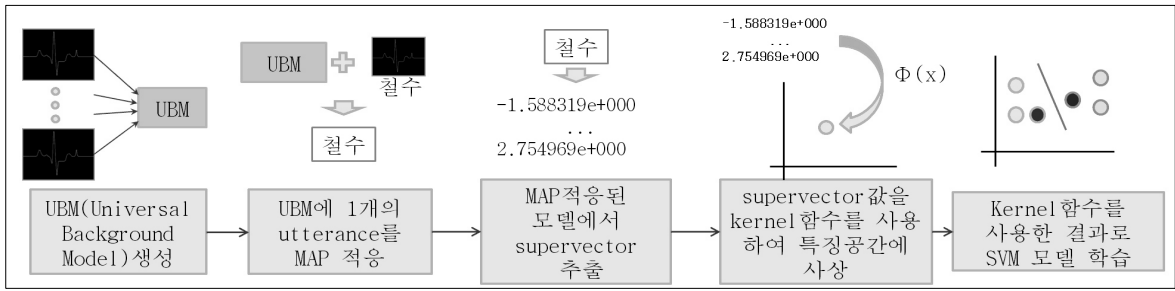 UBM
UBM
철수
철수
철수
-1.588319e+000
...
2.754969e+000
-1.588319e+000
...
2.754969e+000
Φ(x)
UBM(Universal
Background
Model)생성
UBM에 1개의
utterance를
MAP 적응
MAP적응된
모델에서
supervector
추출
supervector값을
kernel함수를 사용
하여 특징공간에
사상
Kernel함수를
사용한 결과로
SVM 모델 학습